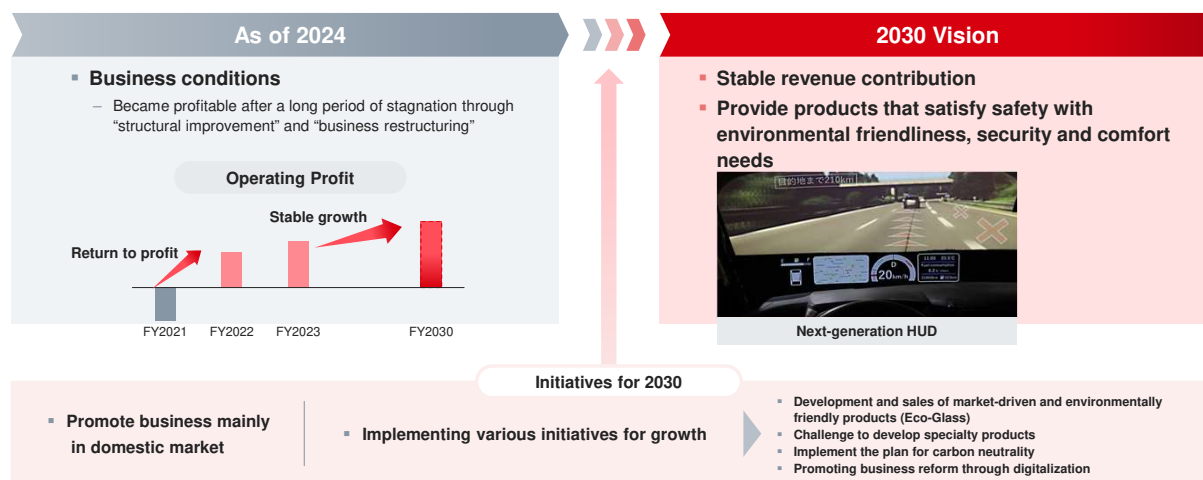 As of 2024
2030 Vision
▪ Business conditions
– Became profitable after a long period of stagnation through
“structural improvement” and “business restructuring”
Operating Profit
Return to profit
Stable growth
FY2021
FY2022
FY2023
FY2030
▪ Stable revenue contribution
▪ Provide products that satisfy safety with
environmental friendliness, security and comfort
needs
目的地まで210km
D
20km/h
Next-generation HUD
Initiatives for 2030
▪ Promote business mainly
in domestic market
▪ Implementing various initiatives for growth
▪ Development and sales of market-driven and environmentally
friendly products (Eco-Glass)
▪ Challenge to develop specialty products
▪ Implement the plan for carbon neutrality
▪ Promoting business reform through digitalization